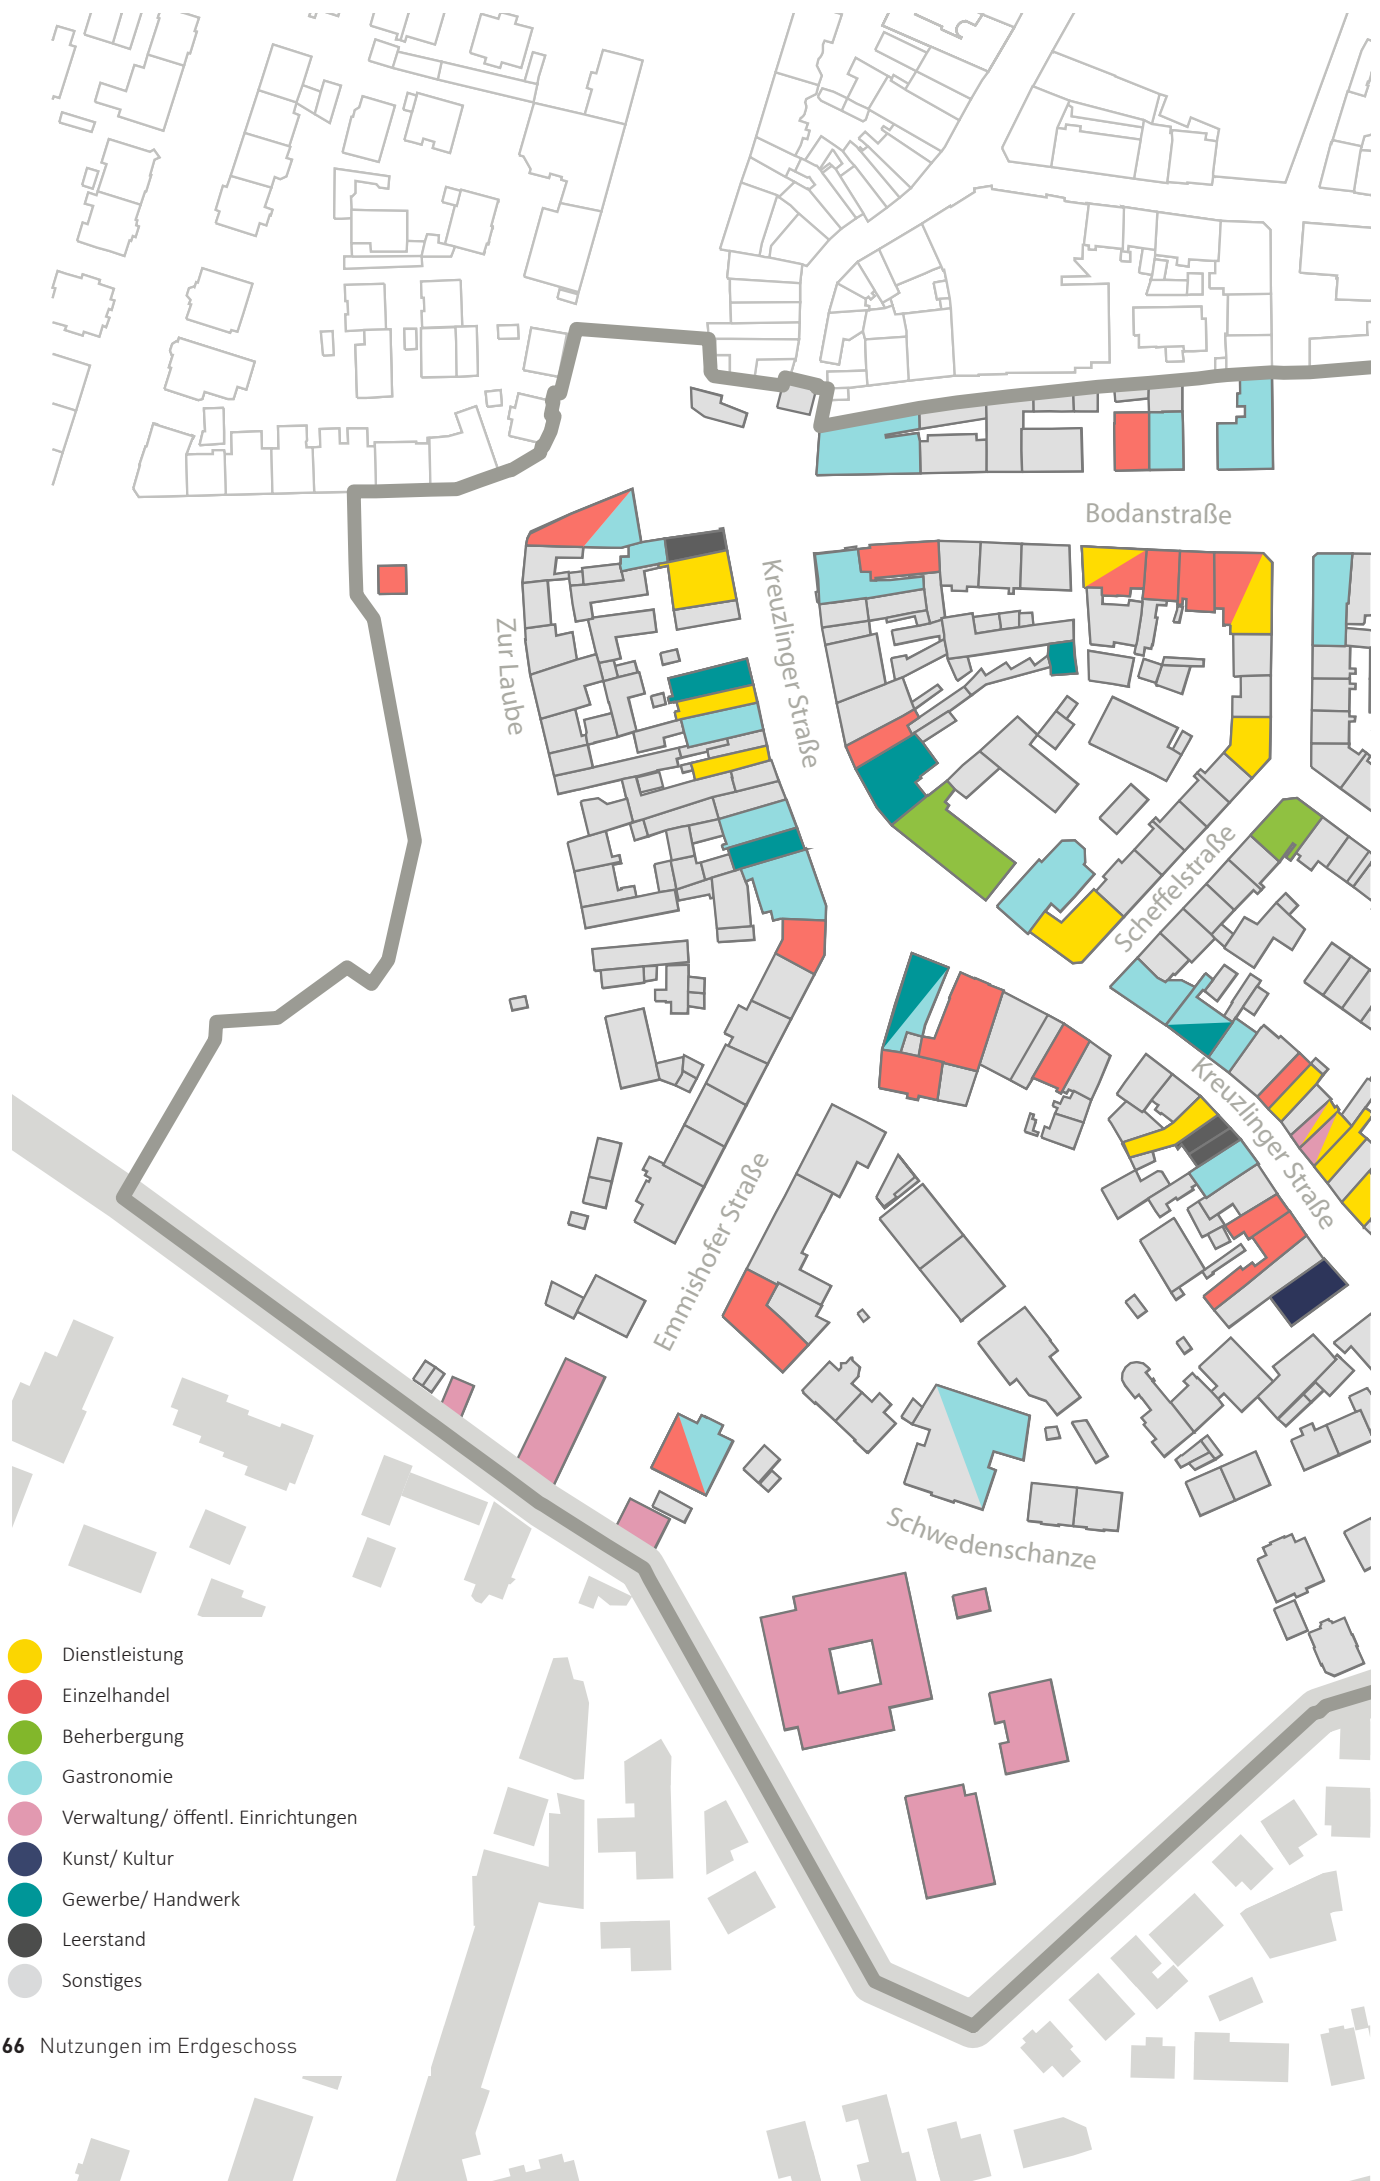 Bodanstraße
Kreuzlinger Straße
Zur Laube
Scheffelstraße
Kreuzlinger Straße
Emmishofer Straße
Schwedenschanze
Dienstleistung
Einzelhandel
Beherbergung
Gastronomie
Verwaltung/ öffentl. Einrichtungen
Kunst/ Kultur
Gewerbe/ Handwerk
Leerstand
Sonstiges
66 Nutzungen im Erdgeschoss